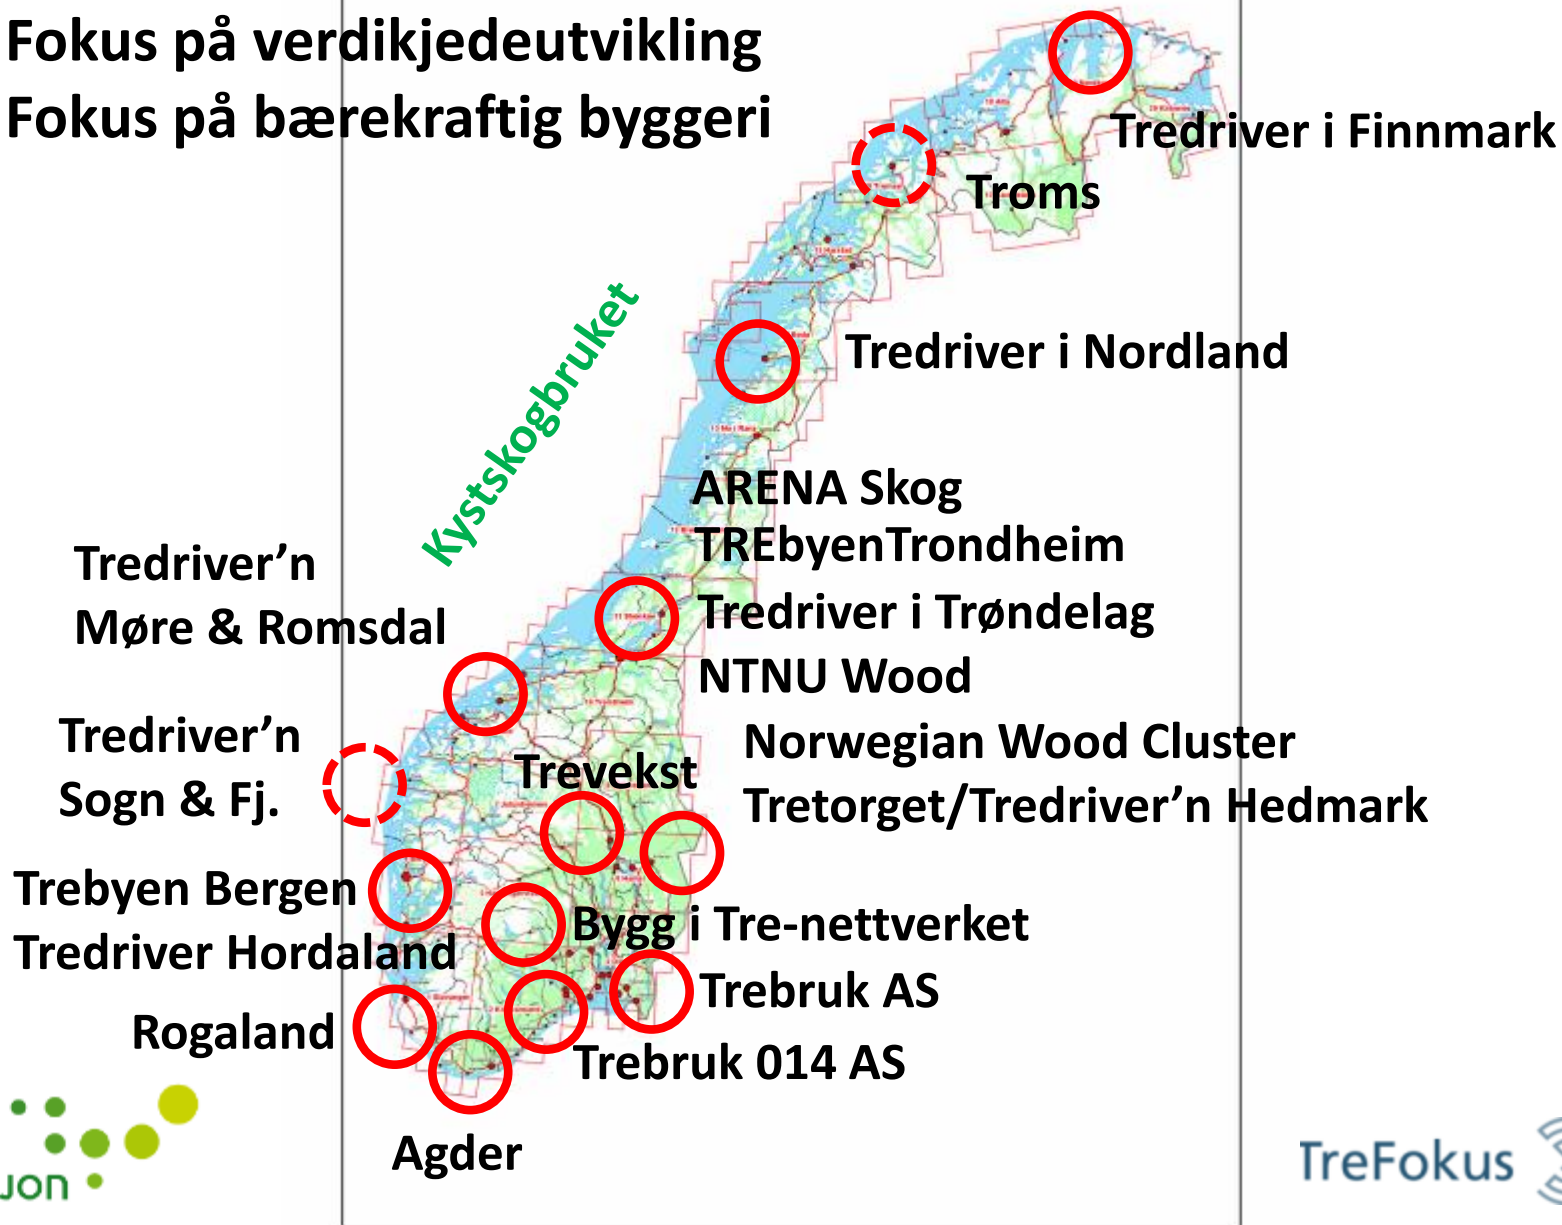 Fokus på verdikjedeutvikling
Fokus på bærekraftig byggeri
Tredriver i Finnmark
Troms
Tredriver i Nordland
Kystskogbruket
ARENA Skog
TREbyenTrondheim
Tredriver i Trøndelag
NTNU Wood
Tredriver’n
Møre & Romsdal
Norwegian Wood Cluster
Tretorget/Tredriver’n Hedmark
Tredriver’n
Sogn & Fj.
Trevekst
Trebyen Bergen
Tredriver Hordaland
Bygg i Tre-nettverket
Trebruk AS
Rogaland
Trebruk 014 AS
Agder
jon
TreFokus